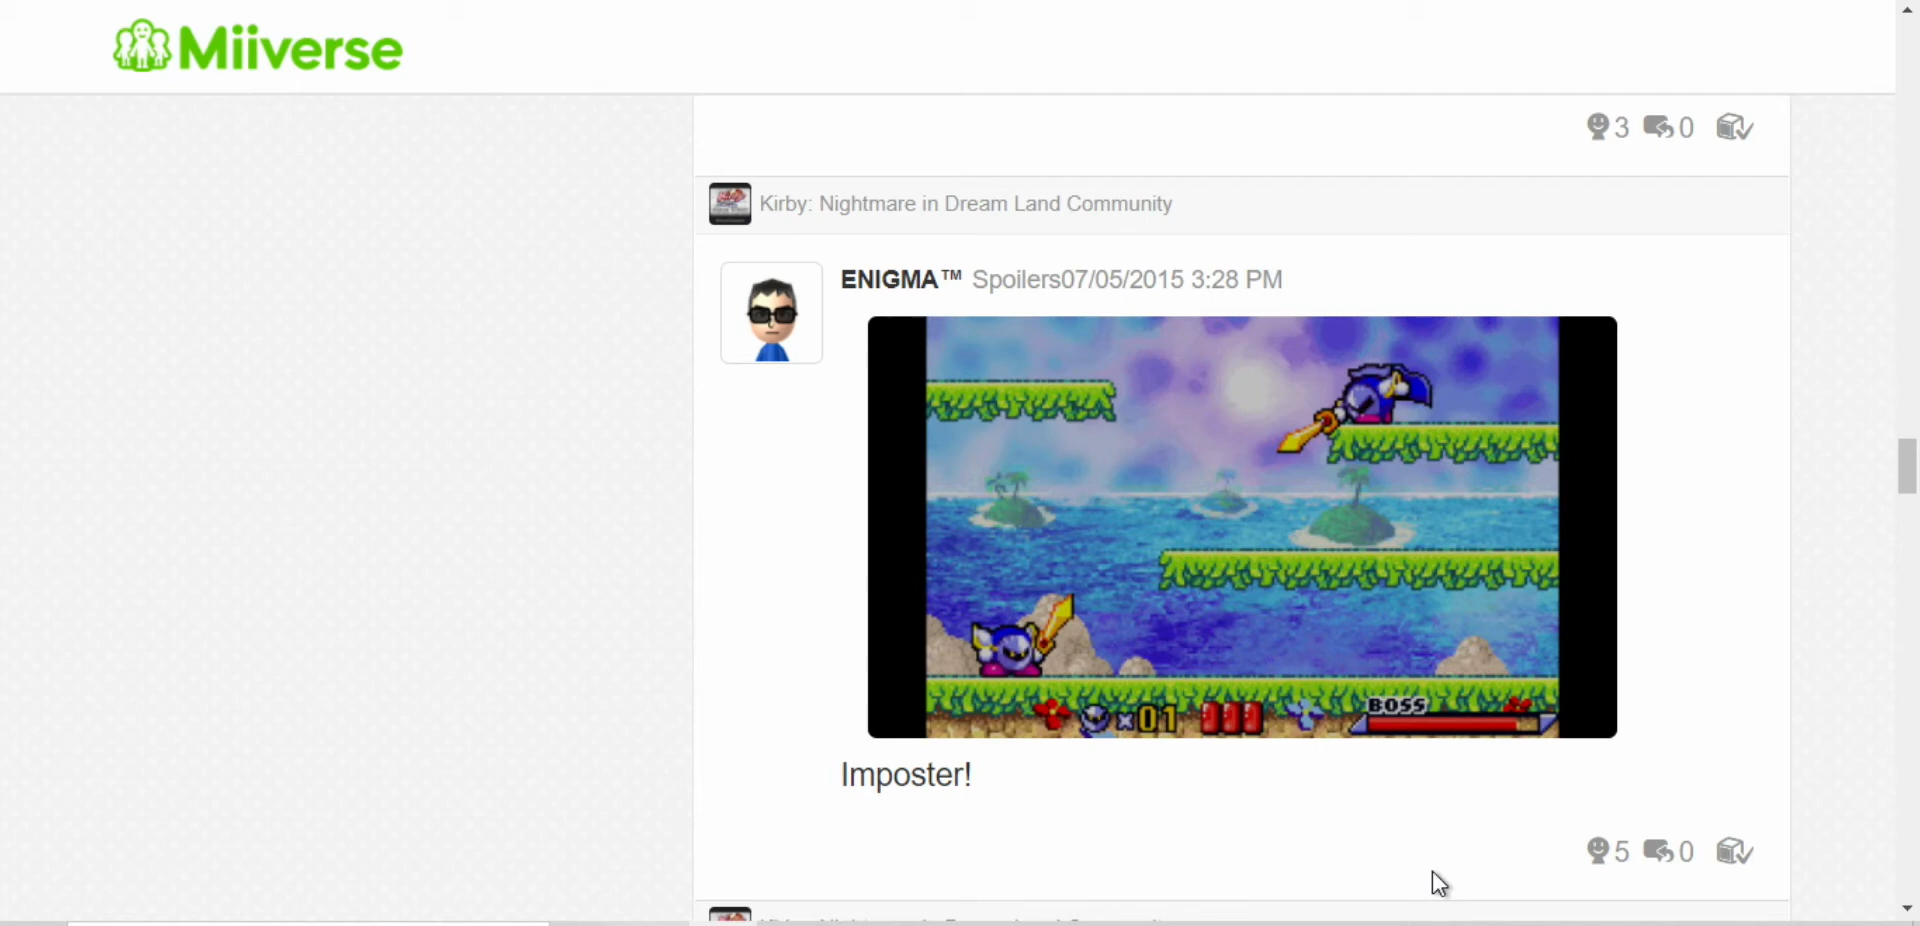 Miiverse
3 0
Kirby: Nightmare in Dream Land Community
ENIGMA™ Spoilers07/05/2015 3:28 PM
BOSS
×01
Imposter!
5 0